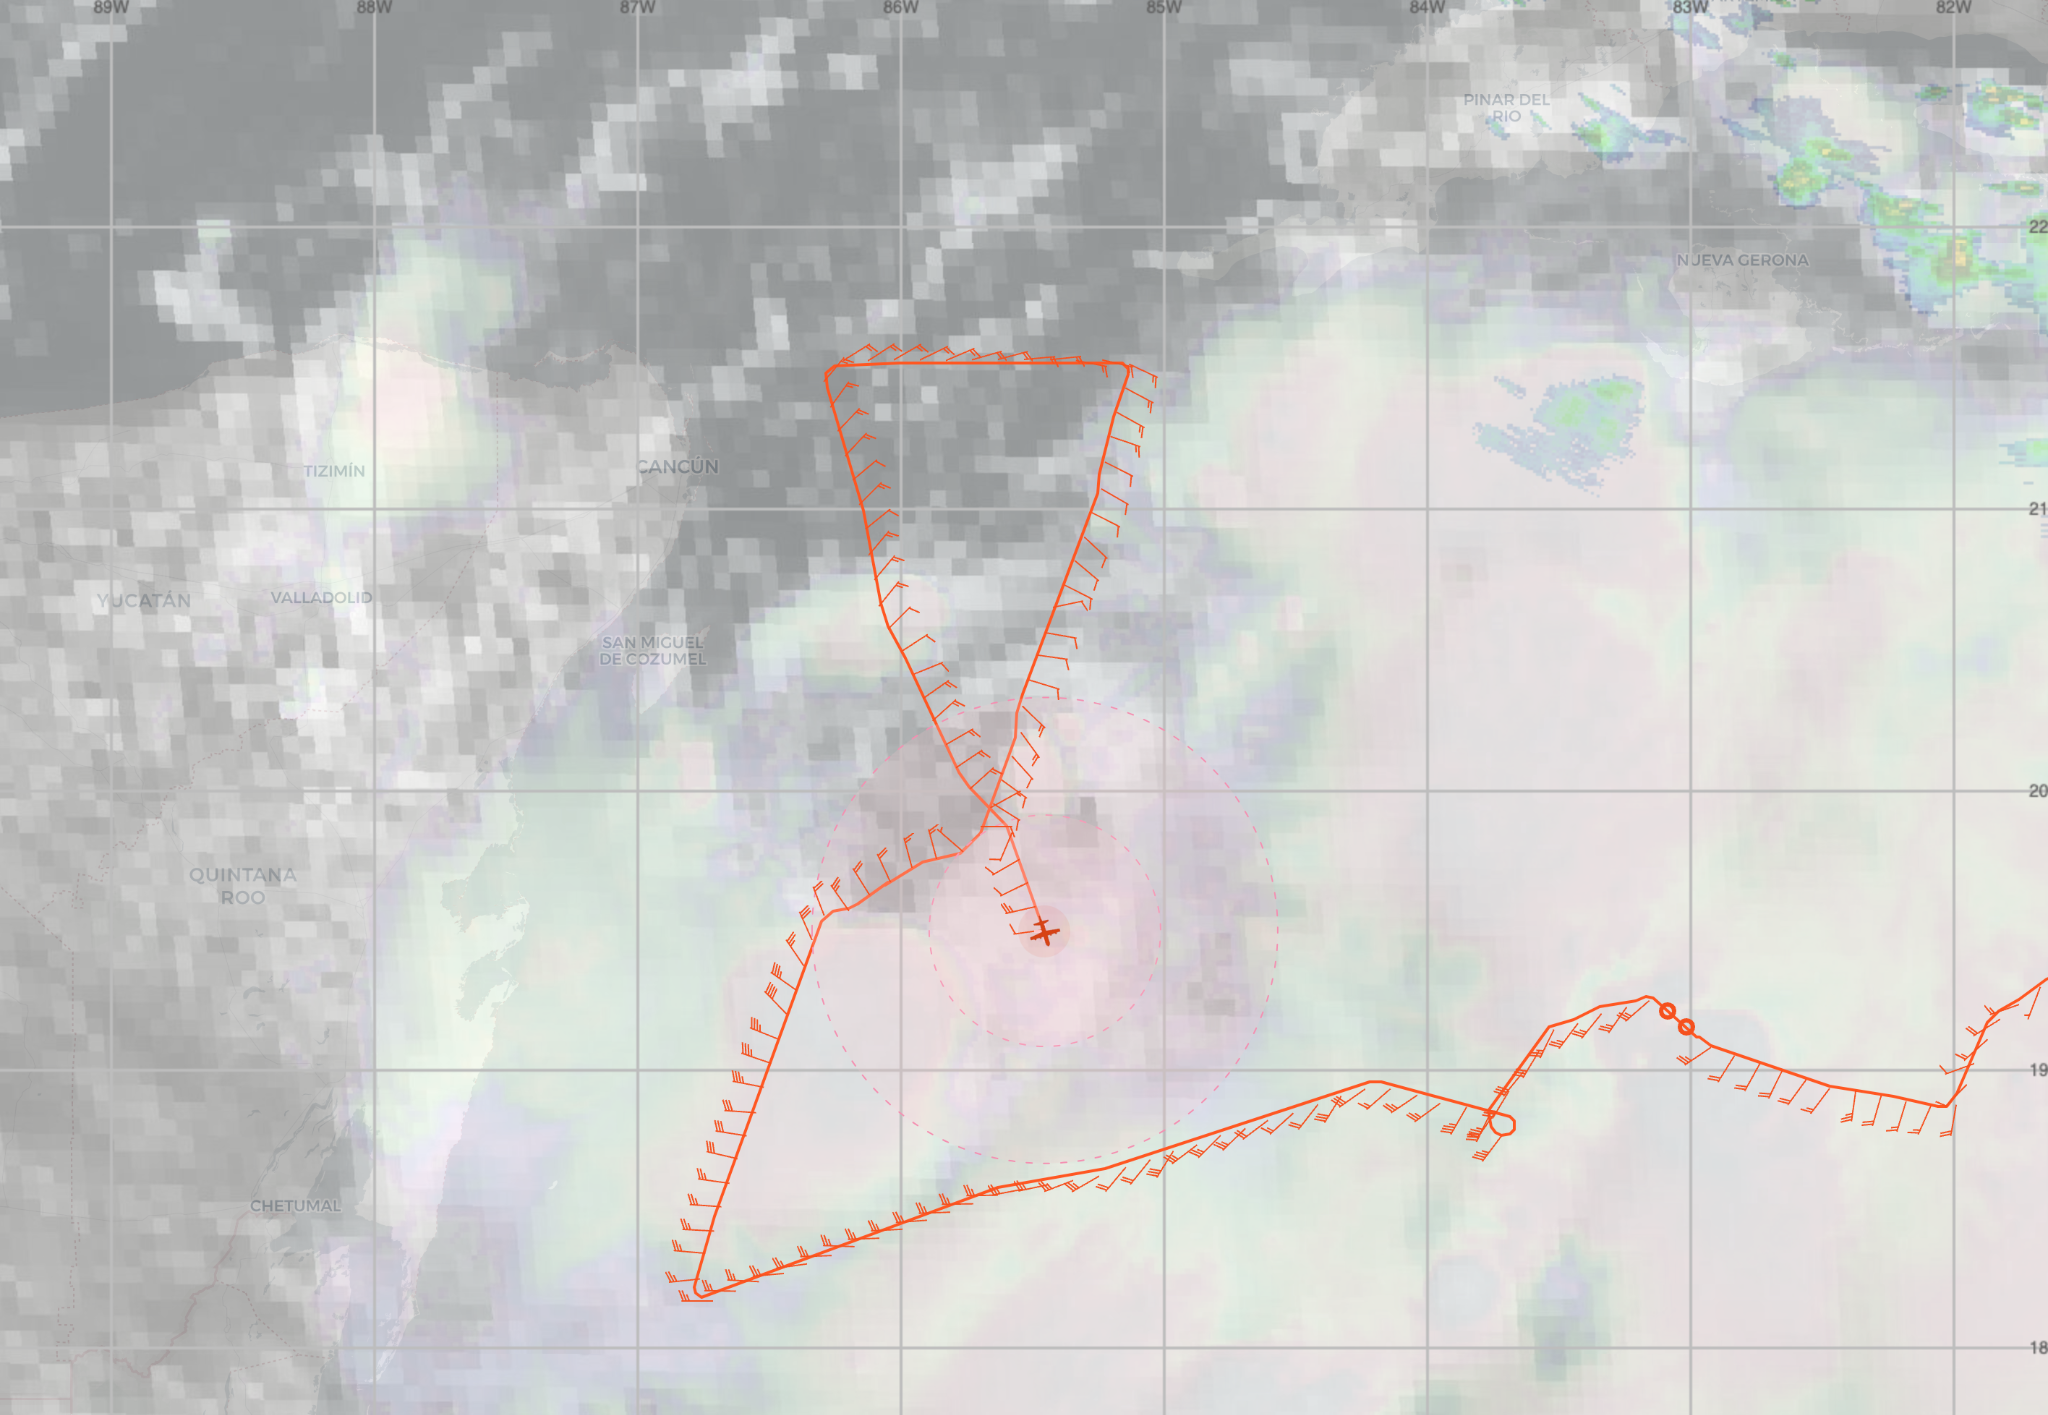 89W
88W
87W
86W
85W
84W
83W
82W
PINAR DEL
RIO
22
NUEVA GERONA
TIZIMÍN
CANCÚN
21
YUCATÁN
VALLADOLID
SAN MIGUEL
DE COZUMEL
20
QUINTANA
ROO
19
CHETUMAL
18